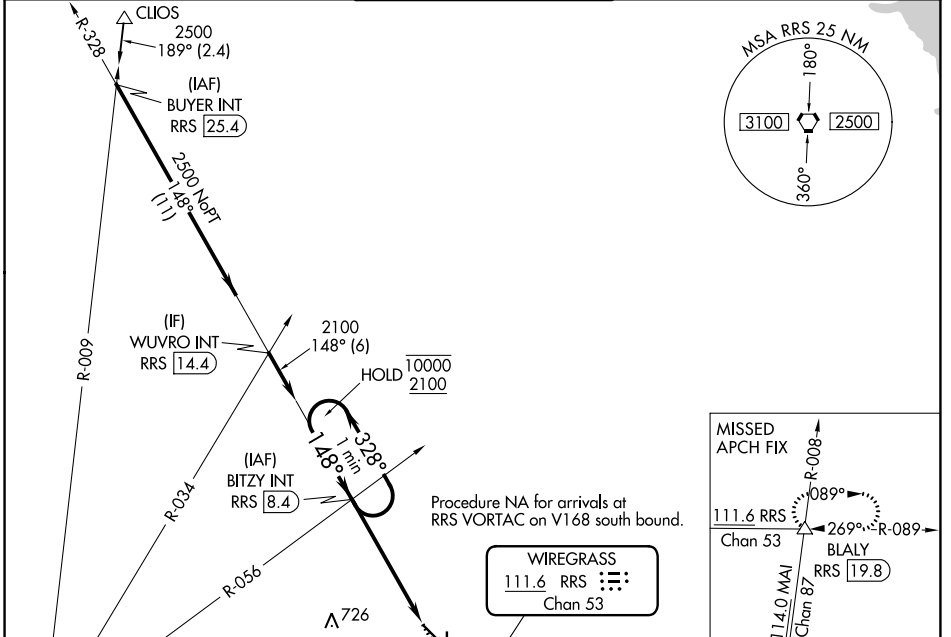 R-328
CLIOS
2500
189° (2.4)
(IAF)
BUYER INT
RRS 25.4
2500 NoPT
148°
(11)
MSA RRS 25 NM
180°
3100
2500
360°
R-009
(IF)
WUVRO INT
RRS 14.4
2100
148° (6)
HOLD 10000
2100
148°
1 min
328°
(IAF)
BITZY INT
RRS 8.4
R-034
R-056
Procedure NA for arrivals at
RRS VORTAC on V168 south bound.
WIREGRASS
111.6 RRS
Chan 53
726
MISSED
APCH FIX
R-008
089°
111.6 RRS
Chan 53
269°
R-089
BLALY
RRS 19.8
114.0 MAI
Chan 87